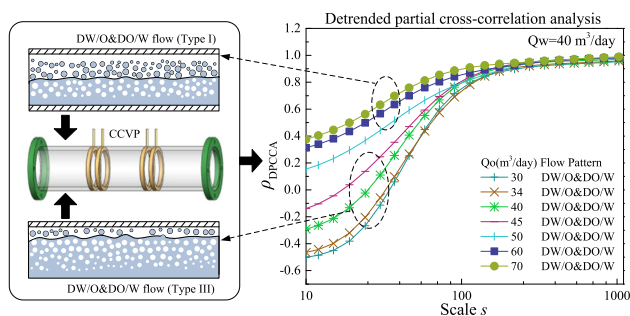 DW/O&DO/W flow (Type I)
CCVP
DW/O&DO/W flow (Type III)
Detrended partial cross-correlation analysis
Qw=40 m³/day
ρDPCCA
1.0
0.8
0.6
0.4
0.2
0.0
-0.2
-0.4
-0.6
Qo(m³/day) Flow Pattern
30 DW/O&DO/W
34 DW/O&DO/W
40 DW/O&DO/W
45 DW/O&DO/W
50 DW/O&DO/W
60 DW/O&DO/W
70 DW/O&DO/W
10 100 1000
Scale s